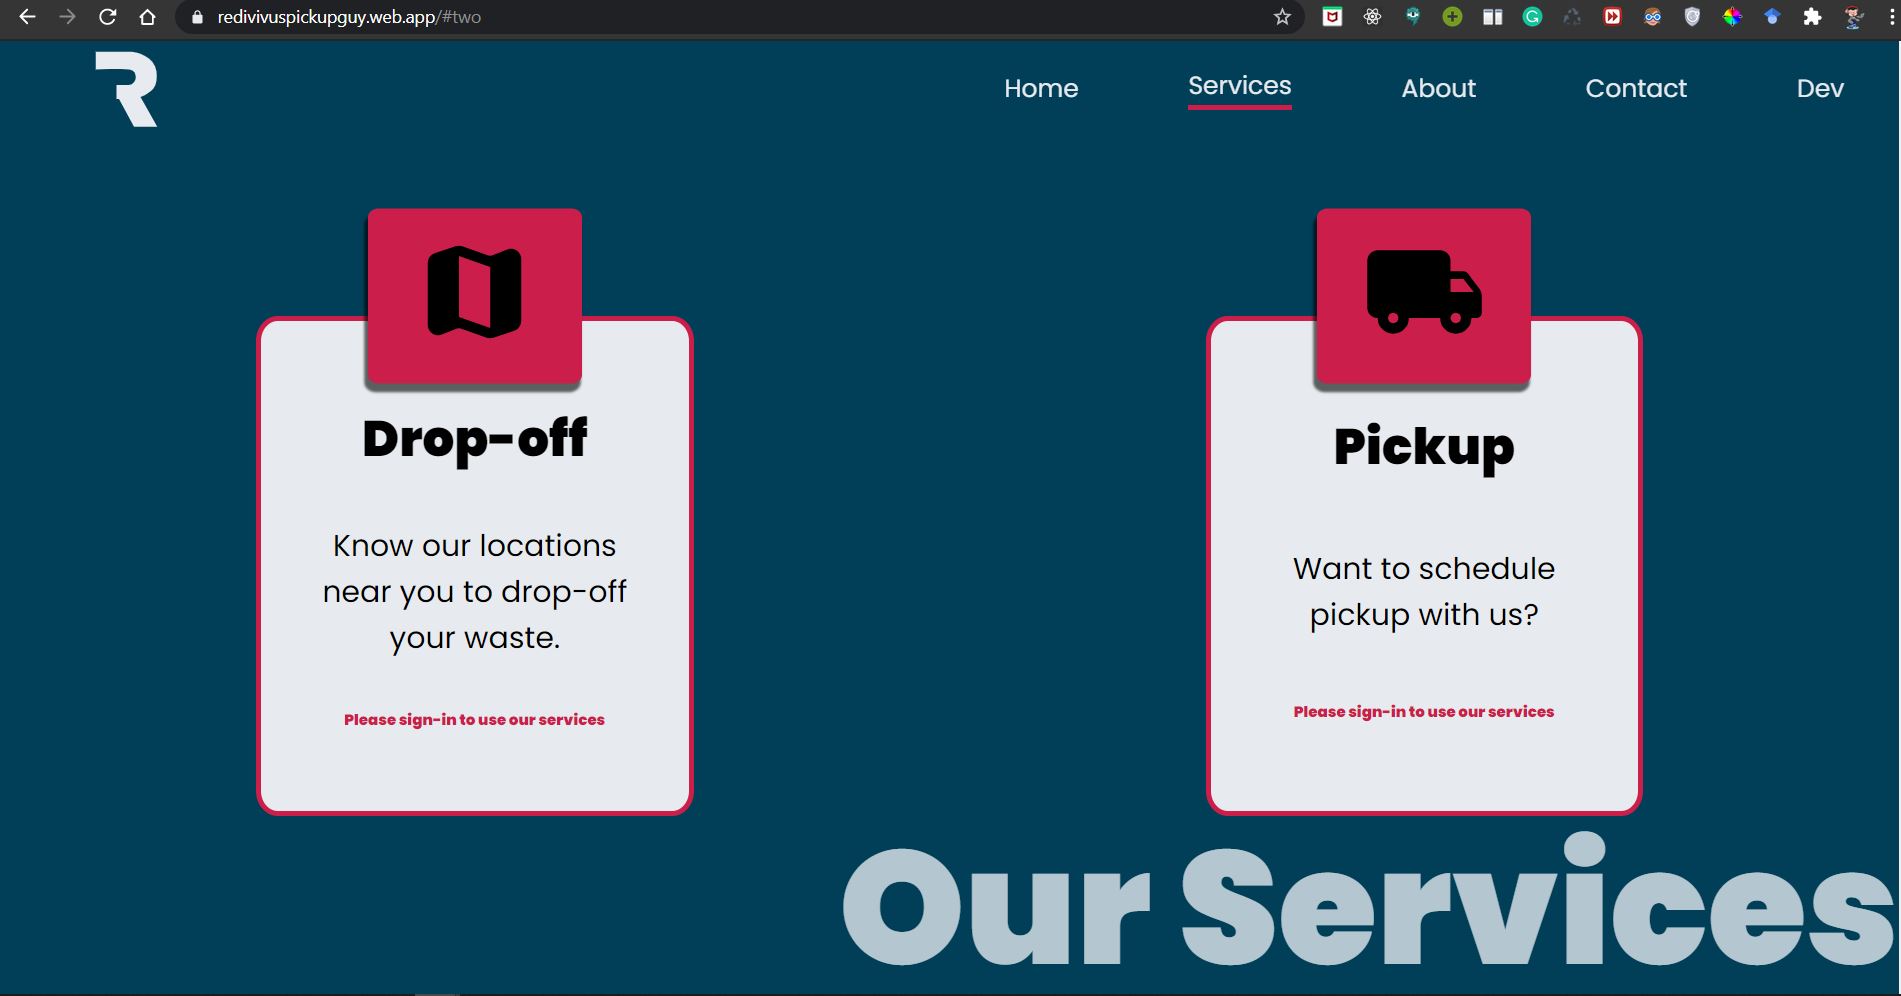 redivivuspickupguy.web.app/#two
R
Home
Services
About
Contact
Dev
Drop-off
Know our locations
near you to drop-off
your waste.
Please sign-in to use our services
Pickup
Want to schedule
pickup with us?
Please sign-in to use our services
Our Services